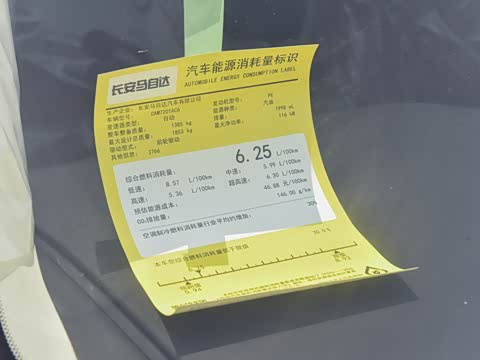 长安马自达
汽车能源消耗量标识
AUTOMOBILE ENERGY CONSUMPTION LABEL
生产企业: 长安马自达汽车有限公司
车辆型号: CAM7201AC6 发动机型号: PE
变速器类型: 自动 能源种类: 汽油
整车整备质量: 1385 kg 排量: 1998 mL
最大设计总质量: 1853 kg 最大净功率: 116 kW
驱动型式: 前轮驱动
其他信息: 3766
综合燃料消耗量: 6.25 L/100km
低速: 8.57 L/100km 中速: 5.99 L/100km
高速: 5.36 L/100km 超高速: 6.30 L/100km
预估能源成本: 46.88 元/100km
CO₂排放量: 146.00 g/km
空调制冷燃料消耗量行业平均约增加: 30%